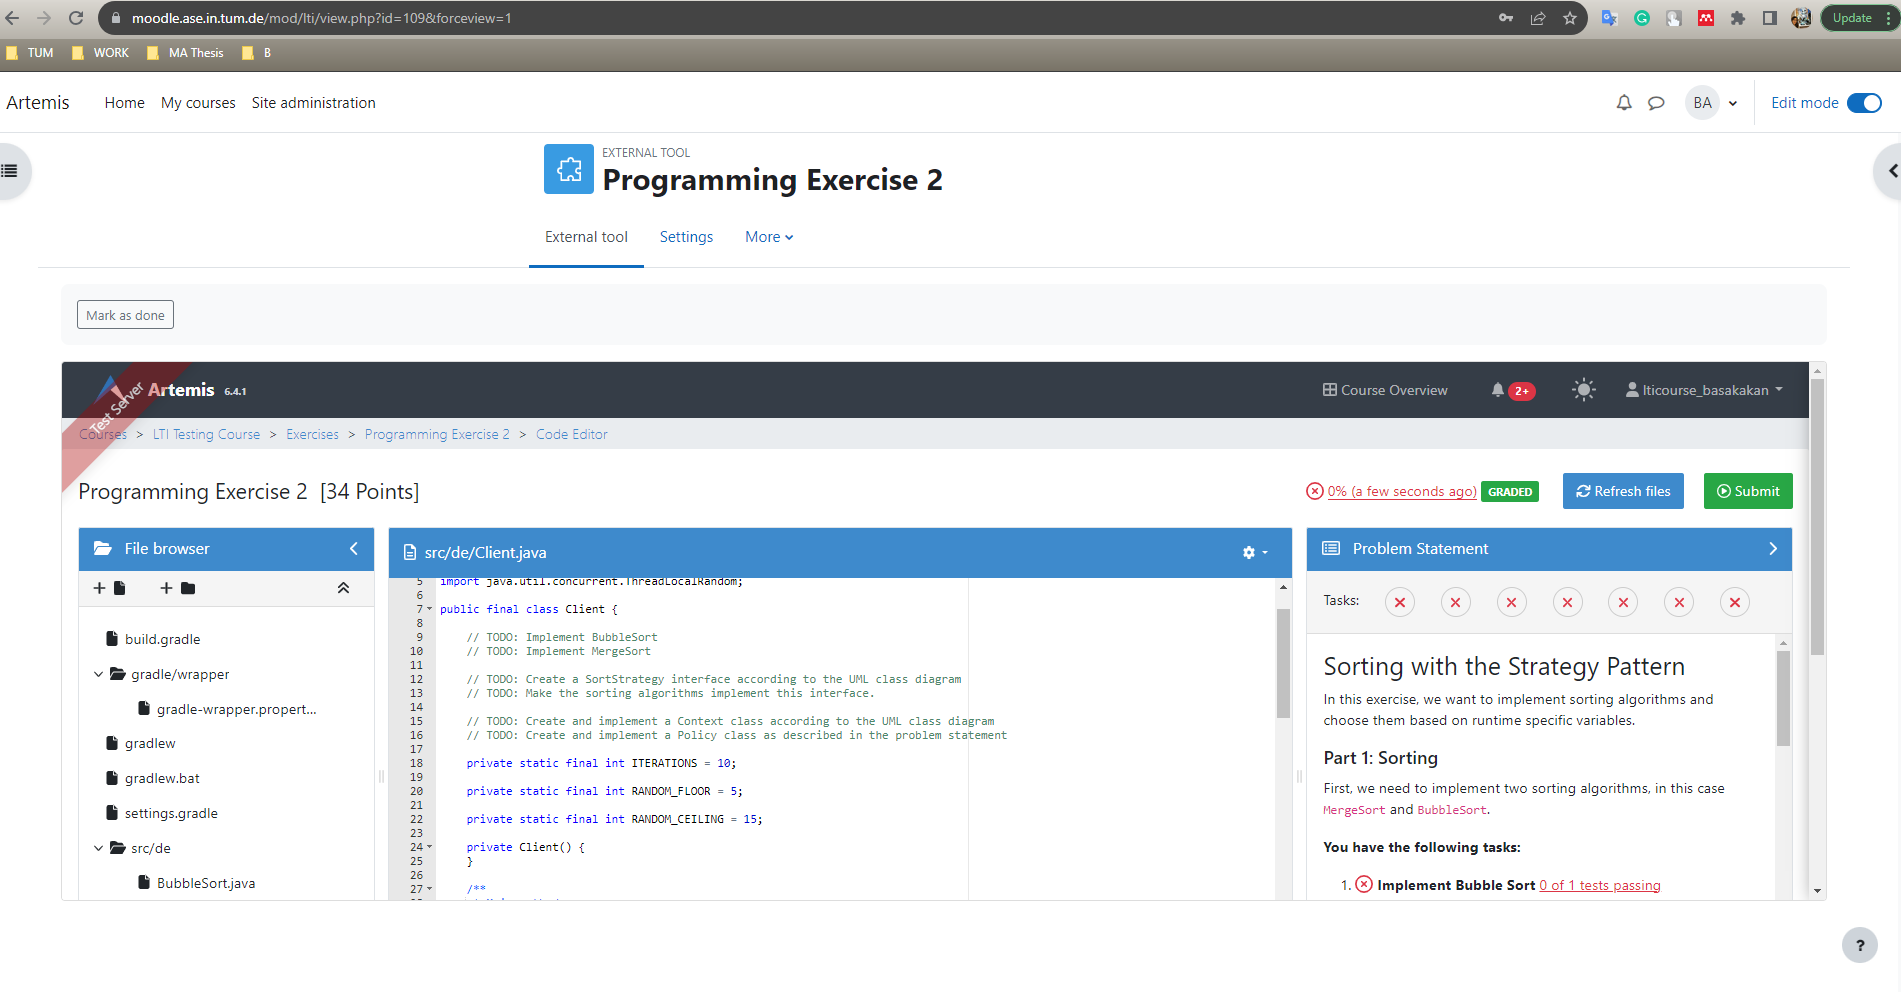 moodle.ase.in.tum.de/mod/lti/view.php?id=109&forceview=1
Update
TUM WORK MA Thesis B
Artemis Home My courses Site administration BA Edit mode
EXTERNAL TOOL
Programming Exercise 2
External tool Settings More
Mark as done
Test Server
Artemis 6.4.1 Course Overview 2+ lticourse_basakakan
Courses > LTI Testing Course > Exercises > Programming Exercise 2 > Code Editor
Programming Exercise 2 [34 Points] 0% (a few seconds ago) GRADED Refresh files Submit
File browser
build.gradle
gradle/wrapper
gradle-wrapper.propert...
gradlew
gradlew.bat
settings.gradle
src/de
BubbleSort.java
src/de/Client.java
5 import java.util.concurrent.ThreadLocalRandom;
6
7 public final class Client {
8
9 // TODO: Implement BubbleSort
10 // TODO: Implement MergeSort
11
12 // TODO: Create a SortStrategy interface according to the UML class diagram
13 // TODO: Make the sorting algorithms implement this interface.
14
15 // TODO: Create and implement a Context class according to the UML class diagram
16 // TODO: Create and implement a Policy class as described in the problem statement
17
18 private static final int ITERATIONS = 10;
19
20 private static final int RANDOM_FLOOR = 5;
21
22 private static final int RANDOM_CEILING = 15;
23
24 private Client() {
25 }
26
27 /**
Problem Statement
Tasks:
Sorting with the Strategy Pattern
In this exercise, we want to implement sorting algorithms and
choose them based on runtime specific variables.
Part 1: Sorting
First, we need to implement two sorting algorithms, in this case
MergeSort and BubbleSort.
You have the following tasks:
1. Implement Bubble Sort 0 of 1 tests passing
?